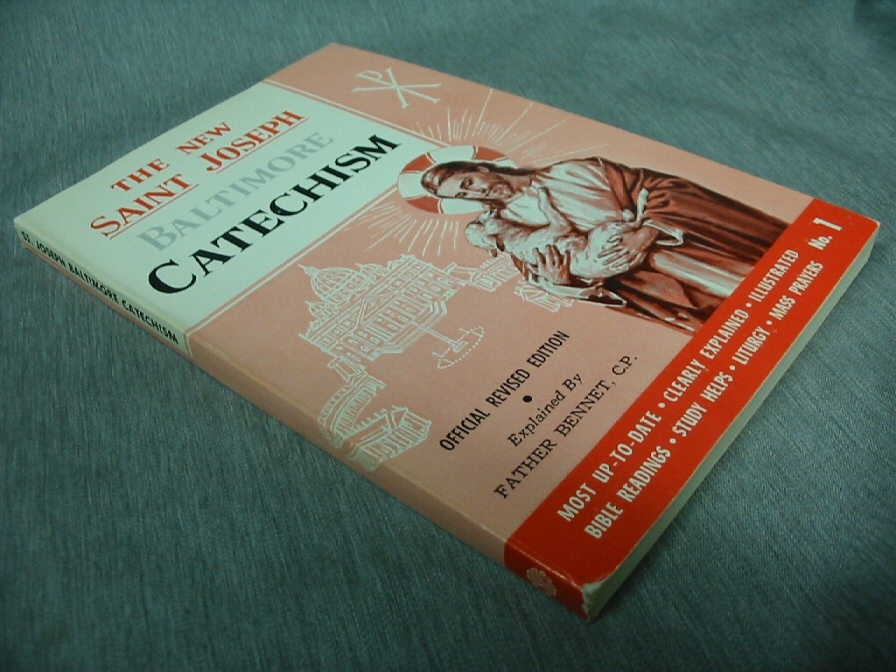 THE NEW
SAINT JOSEPH
BALTIMORE
CATECHISM
OFFICIAL REVISED EDITION
•
Explained By
FATHER BENNET, C.P.
MOST UP-TO-DATE • CLEARLY EXPLAINED • ILLUSTRATED
BIBLE READINGS • STUDY HELPS • LITURGY • MASS PRAYERS
No. 1
ST. JOSEPH BALTIMORE CATECHISM